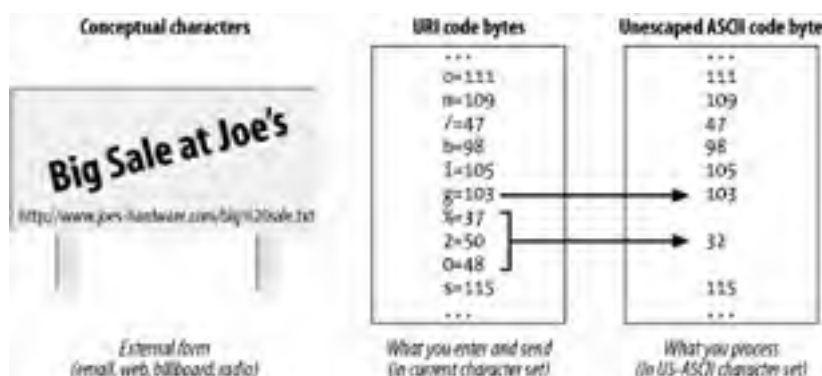 Conceptual characters
Big Sale at Joe's
http://www.joes-hardware.com/big%20sale.txt
External form
(email, web, billboard, radio)
URI code bytes
...
o=111
m=109
/=47
b=98
I=105
g=103
%=37
2=50
0=48
s=115
...
What you enter and send
(in current character set)
Unescaped ASCII code byte
...
111
109
47
98
105
103
32
115
...
What you process
(in US-ASCII character set)